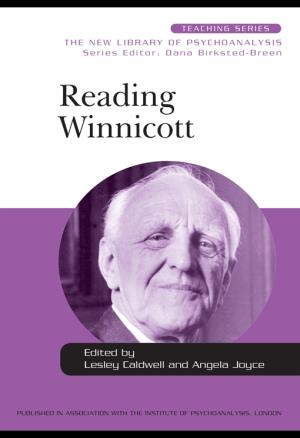 TEACHING SERIES
THE NEW LIBRARY OF PSYCHOANALYSIS
Series Editor: Dana Birksted-Breen
Reading
Winnicott
Edited by
Lesley Caldwell and Angela Joyce
PUBLISHED IN ASSOCIATION WITH THE INSTITUTE OF PSYCHOANALYSIS, LONDON